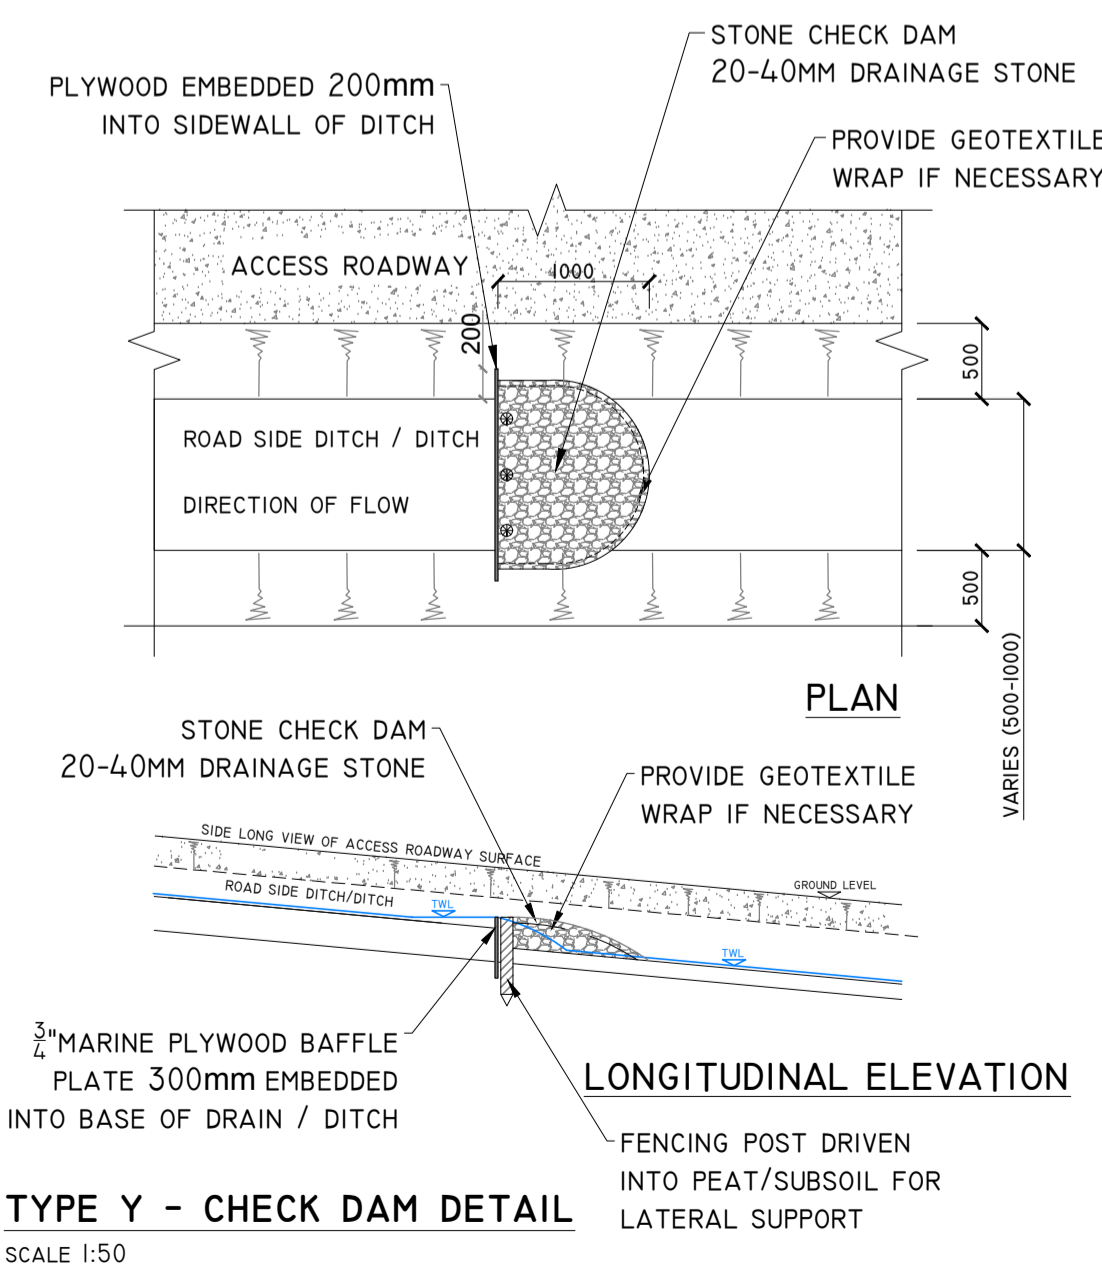 STONE CHECK DAM
20-40MM DRAINAGE STONE
PLYWOOD EMBEDDED 200mm
INTO SIDEWALL OF DITCH
PROVIDE GEOTEXTILE
WRAP IF NECESSARY
ACCESS ROADWAY
1000
200
500
ROAD SIDE DITCH / DITCH
DIRECTION OF FLOW
500
VARIES (500-1000)
PLAN
STONE CHECK DAM
20-40MM DRAINAGE STONE
PROVIDE GEOTEXTILE
WRAP IF NECESSARY
SIDE LONG VIEW OF ACCESS ROADWAY SURFACE
GROUND LEVEL
ROAD SIDE DITCH/DITCH
TWL
TWL
3/4"MARINE PLYWOOD BAFFLE
PLATE 300mm EMBEDDED
INTO BASE OF DRAIN / DITCH
LONGITUDINAL ELEVATION
FENCING POST DRIVEN
INTO PEAT/SUBSOIL FOR
LATERAL SUPPORT
TYPE Y - CHECK DAM DETAIL
SCALE 1:50